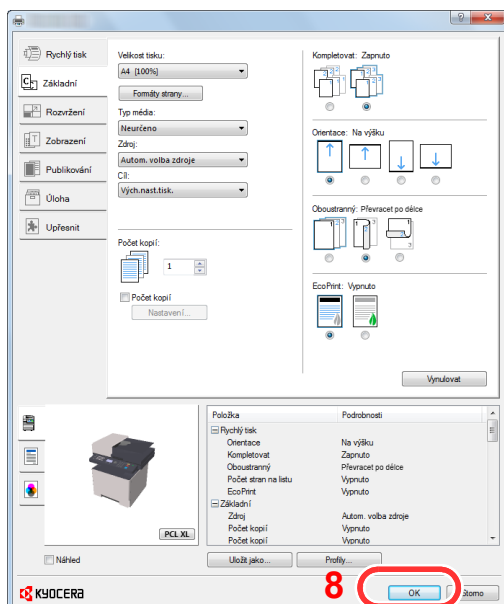 Rychlý tisk
Základní
Rozvržení
Zobrazení
Publikování
Úloha
Upřesnit
Velikost tisku:
A4 [100%]
Formáty strany...
Typ média:
Neurčeno
Zdroj:
Autom. volba zdroje
Cíl:
Vých.nast.tisk.
Počet kopií:
1
Počet kopií
Nastavení...
Kompletovat: Zapnuto
Orientace: Na výšku
Oboustranný: Převracet po délce
EcoPrint: Vypnuto
Vynulovat
PCL XL
Náhled
Položka Podrobnosti
Rychlý tisk
Orientace Na výšku
Kompletovat Zapnuto
Oboustranný Převracet po délce
Počet stran na listu Vypnuto
EcoPrint Vypnuto
Základní
Zdroj Autom. volba zdroje
Počet kopií Vypnuto
Počet kopií Vypnuto
Uložit jako... Profily...
KYOCERA
8
OK
Storno